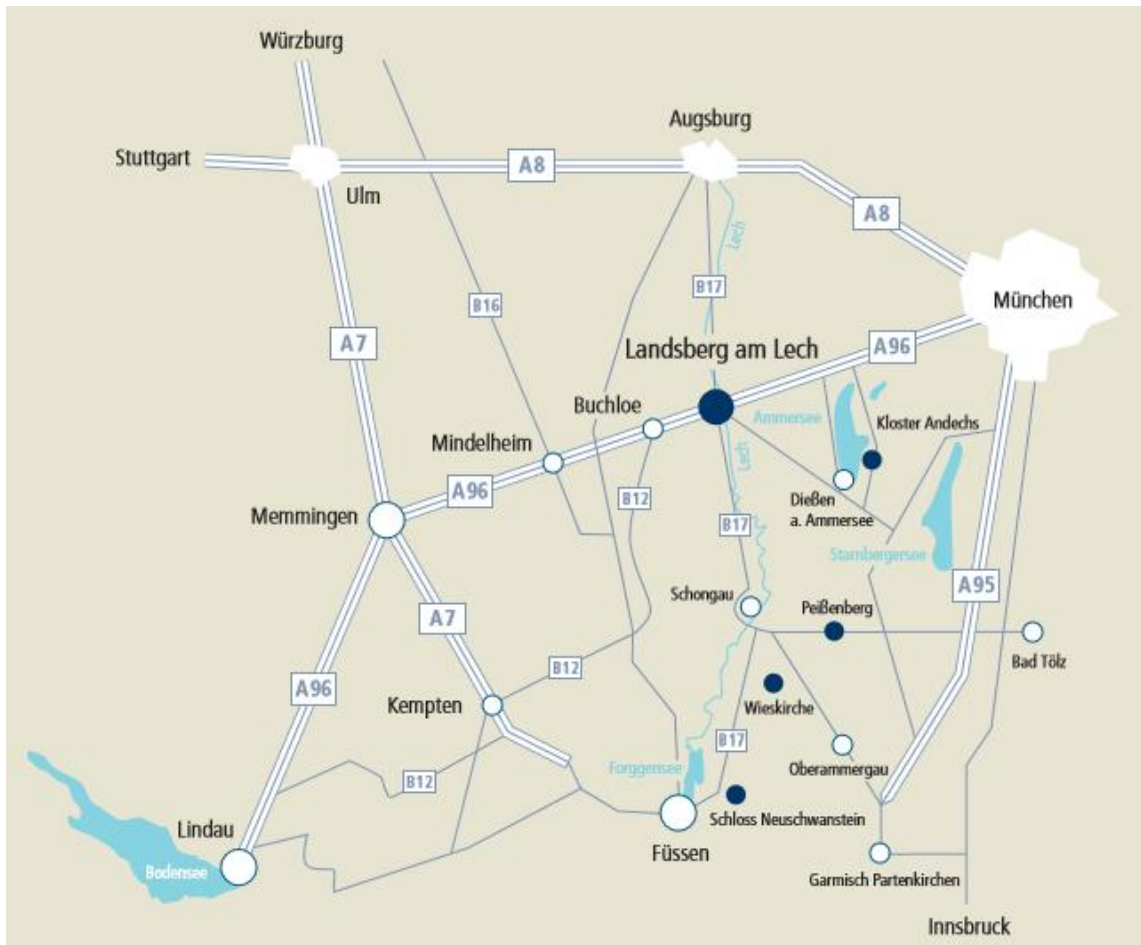 Würzburg
Augsburg
Stuttgart
A8
Ulm
A8
Lech
B17
München
B16
A7
Landsberg am Lech
A96
Buchloe
Ammersee
Kloster Andechs
Mindelheim
Lech
A96
B12
Dießen
a. Ammersee
Memmingen
B17
Starnbergersee
A95
Schongau
Peißenberg
A7
Bad Tölz
B12
A96
Kempten
Wieskirche
B17
Forggensee
Oberammergau
B12
Schloss Neuschwanstein
Lindau
Füssen
Bodensee
Garmisch Partenkirchen
Innsbruck